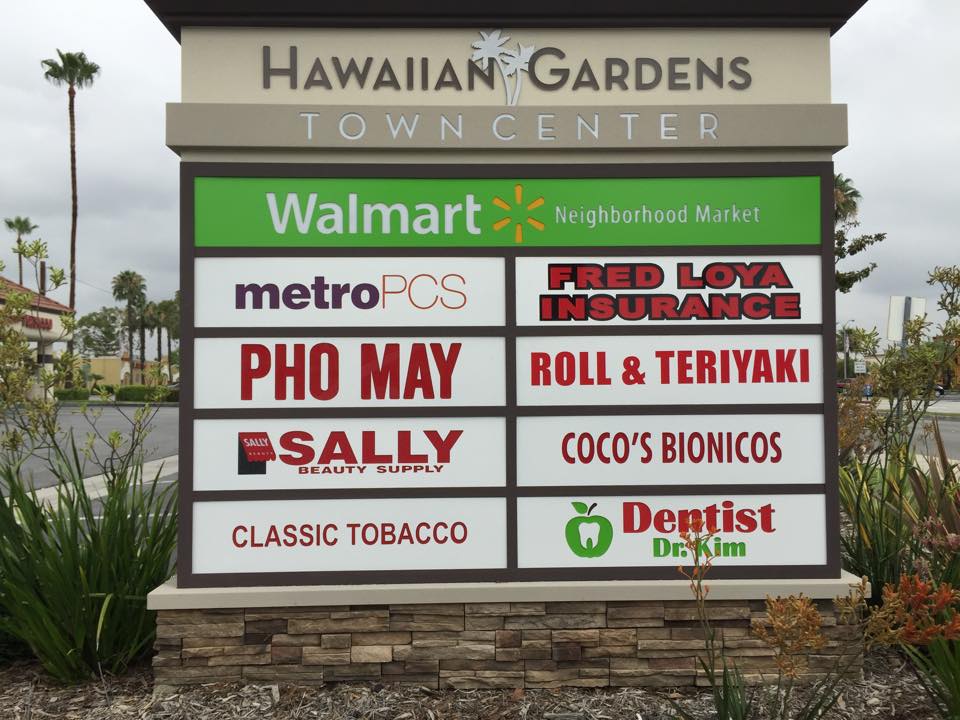 HAWAIIAN GARDENS
TOWN CENTER
Walmart Neighborhood Market
metroPCS
FRED LOYA
INSURANCE
PHO MAY
ROLL & TERIYAKI
SALLY
BEAUTY
SALLY
BEAUTY SUPPLY
COCO'S BIONICOS
CLASSIC TOBACCO
Dentist
Dr. Kim